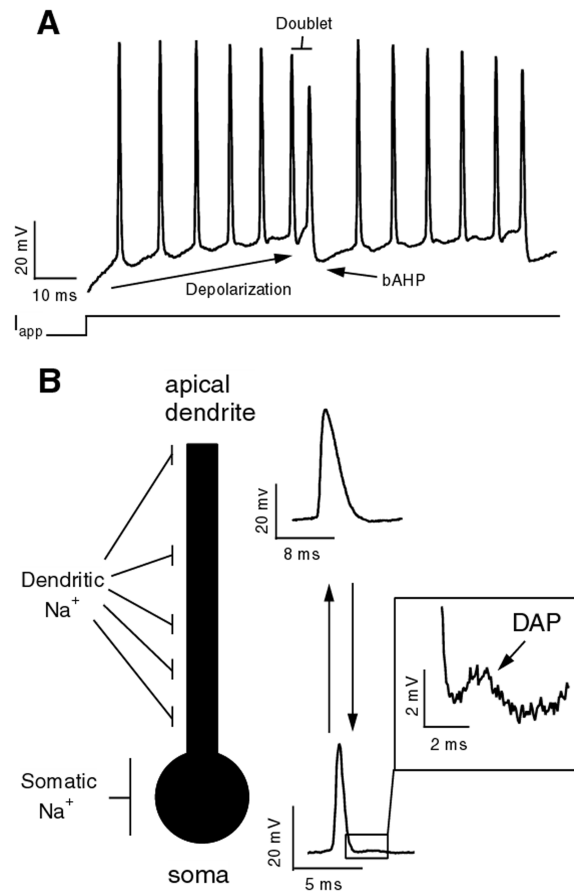 A
Doublet
20 mV
10 ms
Depolarization
bAHP
Iapp
B
apical
dendrite
20 mv
8 ms
Dendritic
Na+
DAP
2 mV
2 ms
Somatic
Na+
20 mV
5 ms
soma